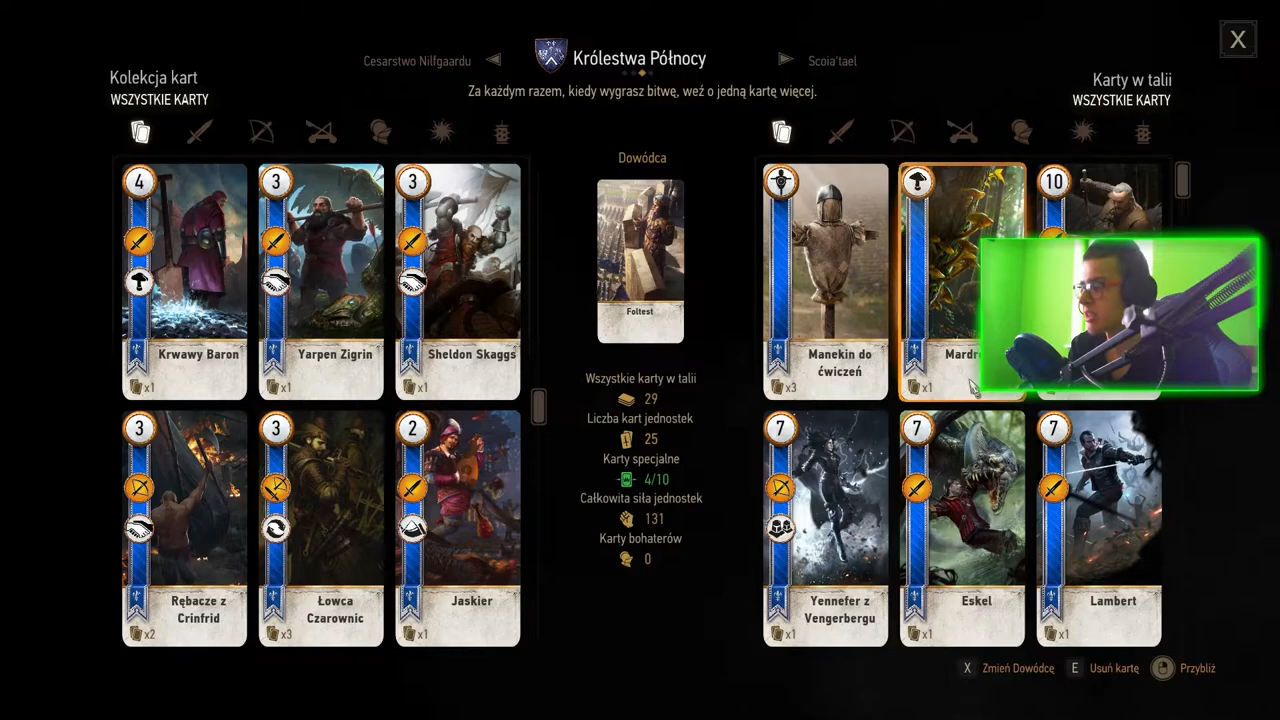 X
Cesarstwo Nilfgaardu
Królestwa Północy
Scoia'tael
Kolekcja kart
WSZYSTKIE KARTY
Za każdym razem, kiedy wygrasz bitwę, weź o jedną kartę więcej.
Karty w talii
WSZYSTKIE KARTY
4
Krwawy Baron
x1
3
Yarpen Zigrin
x1
3
Sheldon Skaggs
x1
3
Rębacze z
Crinfrid
x2
3
Łowca
Czarownic
x3
2
Jaskier
x1
Dowódca
Foltest
Wszystkie karty w talii
29
Liczba kart jednostek
25
Karty specjalne
4/10
Całkowita siła jednostek
131
Karty bohaterów
0
Manekin do
ćwiczeń
x3
Mardr
x1
10
7
Yennefer z
Vengerbergu
x1
7
Eskel
x1
7
Lambert
x1
X Zmień Dowódcę
E Usuń kartę
Przybliż